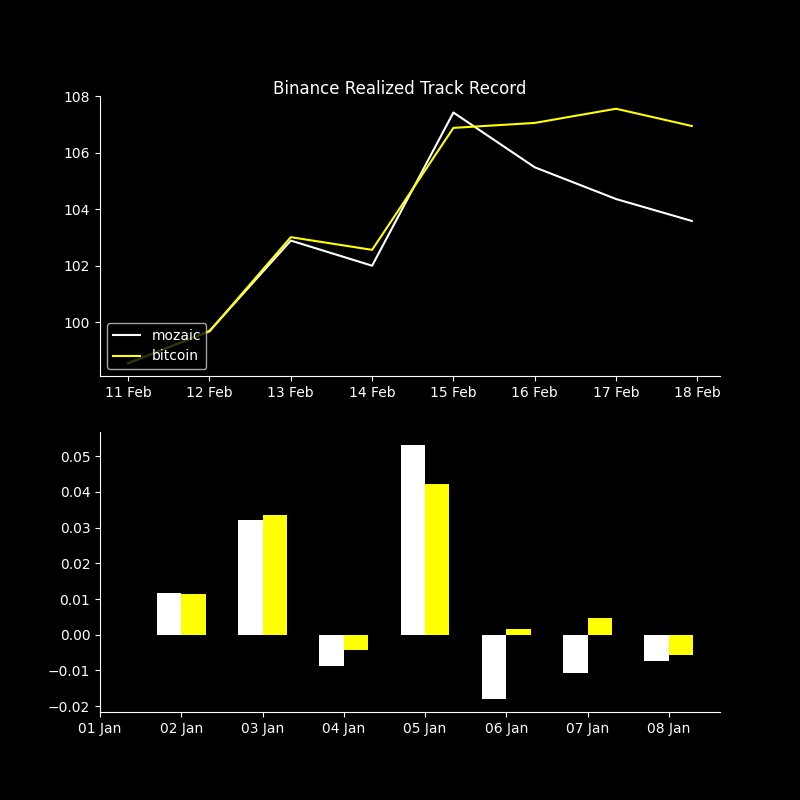 Binance Realized Track Record
108
106
104
102
100
mozaic
bitcoin
11 Feb 12 Feb 13 Feb 14 Feb 15 Feb 16 Feb 17 Feb 18 Feb
0.05
0.04
0.03
0.02
0.01
0.00
−0.01
−0.02
01 Jan 02 Jan 03 Jan 04 Jan 05 Jan 06 Jan 07 Jan 08 Jan